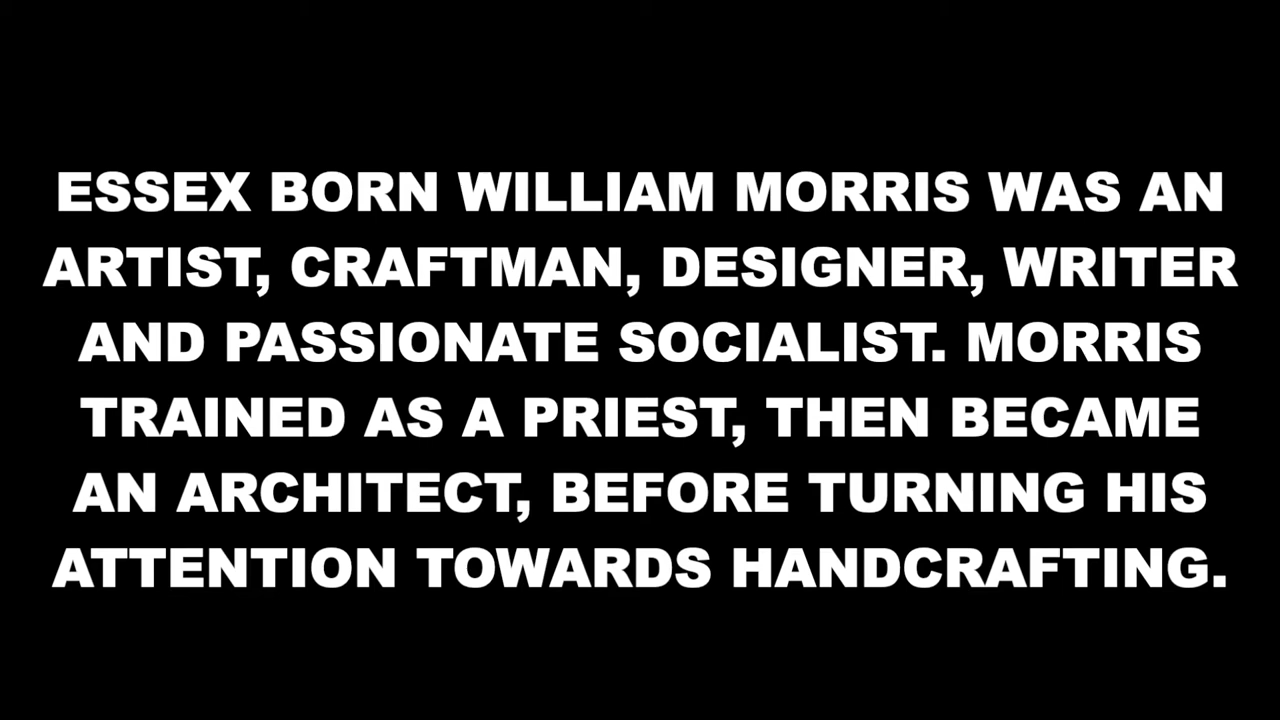 ESSEX BORN WILLIAM MORRIS WAS AN
ARTIST, CRAFTMAN, DESIGNER, WRITER
AND PASSIONATE SOCIALIST. MORRIS
TRAINED AS A PRIEST, THEN BECAME
AN ARCHITECT, BEFORE TURNING HIS
ATTENTION TOWARDS HANDCRAFTING.